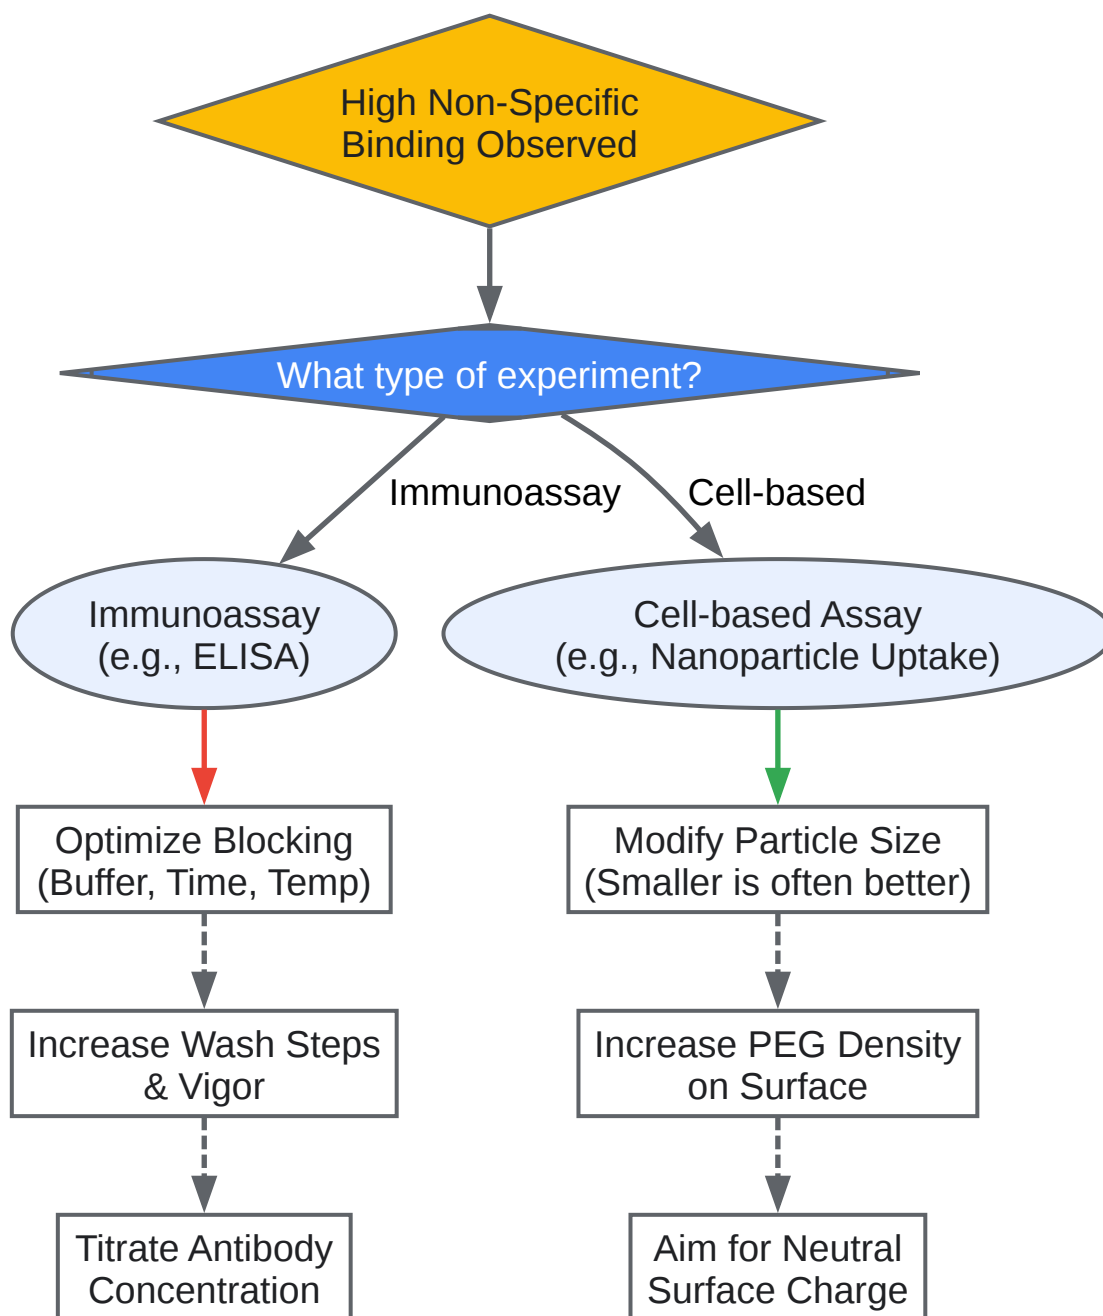 High Non-Specific
Binding Observed
What type of experiment?
Immunoassay
Cell-based
Immunoassay
(e.g., ELISA)
Cell-based Assay
(e.g., Nanoparticle Uptake)
Optimize Blocking
(Buffer, Time, Temp)
Modify Particle Size
(Smaller is often better)
Increase Wash Steps
& Vigor
Increase PEG Density
on Surface
Titrate Antibody
Concentration
Aim for Neutral
Surface Charge